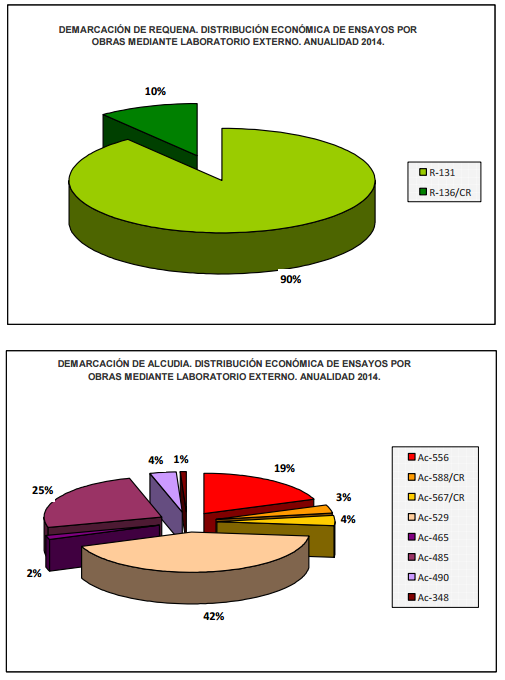 DEMARCACIÓN DE REQUENA. DISTRIBUCIÓN ECONÓMICA DE ENSAYOS POR
OBRAS MEDIANTE LABORATORIO EXTERNO. ANUALIDAD 2014.
10%
R-131
R-136/CR
90%
DEMARCACIÓN DE ALCUDIA. DISTRIBUCIÓN ECONÓMICA DE ENSAYOS POR
OBRAS MEDIANTE LABORATORIO EXTERNO. ANUALIDAD 2014.
4%
1%
19%
25%
3%
4%
2%
42%
Ac-556
Ac-588/CR
Ac-567/CR
Ac-529
Ac-465
Ac-485
Ac-490
Ac-348